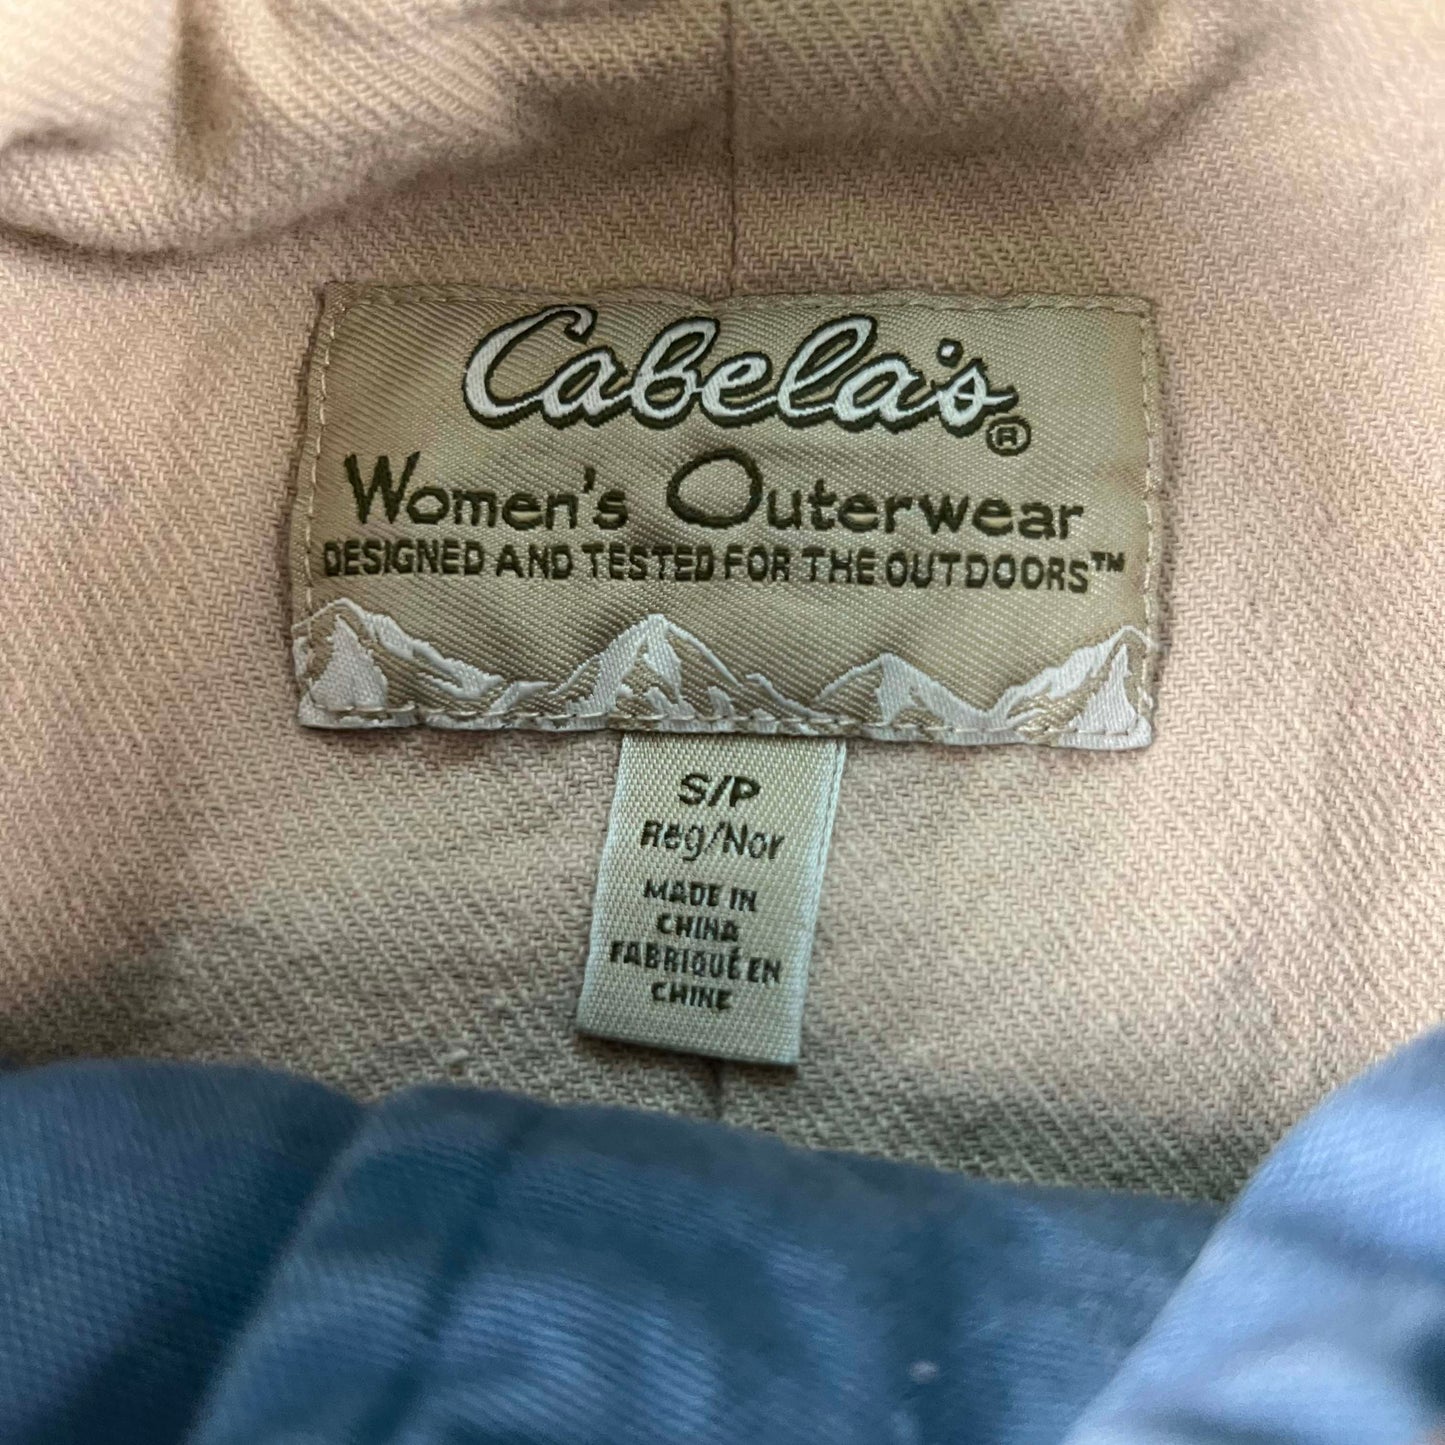 Cabela's®
Women's Outerwear
DESIGNED AND TESTED FOR THE OUTDOORS™
S/P
Reg/Nor
MADE IN
CHINA
FABRIQUÉ EN
CHINE